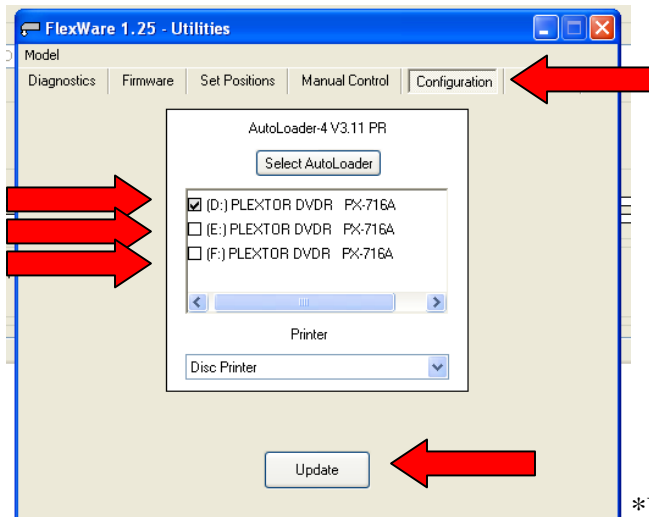 FlexWare 1.25 - Utilities
Model
Diagnostics Firmware Set Positions Manual Control Configuration
AutoLoader-4 V3.11 PR
Select AutoLoader
(D:) PLEXTOR DVDR PX-716A
(E:) PLEXTOR DVDR PX-716A
(F:) PLEXTOR DVDR PX-716A
Printer
Disc Printer
Update